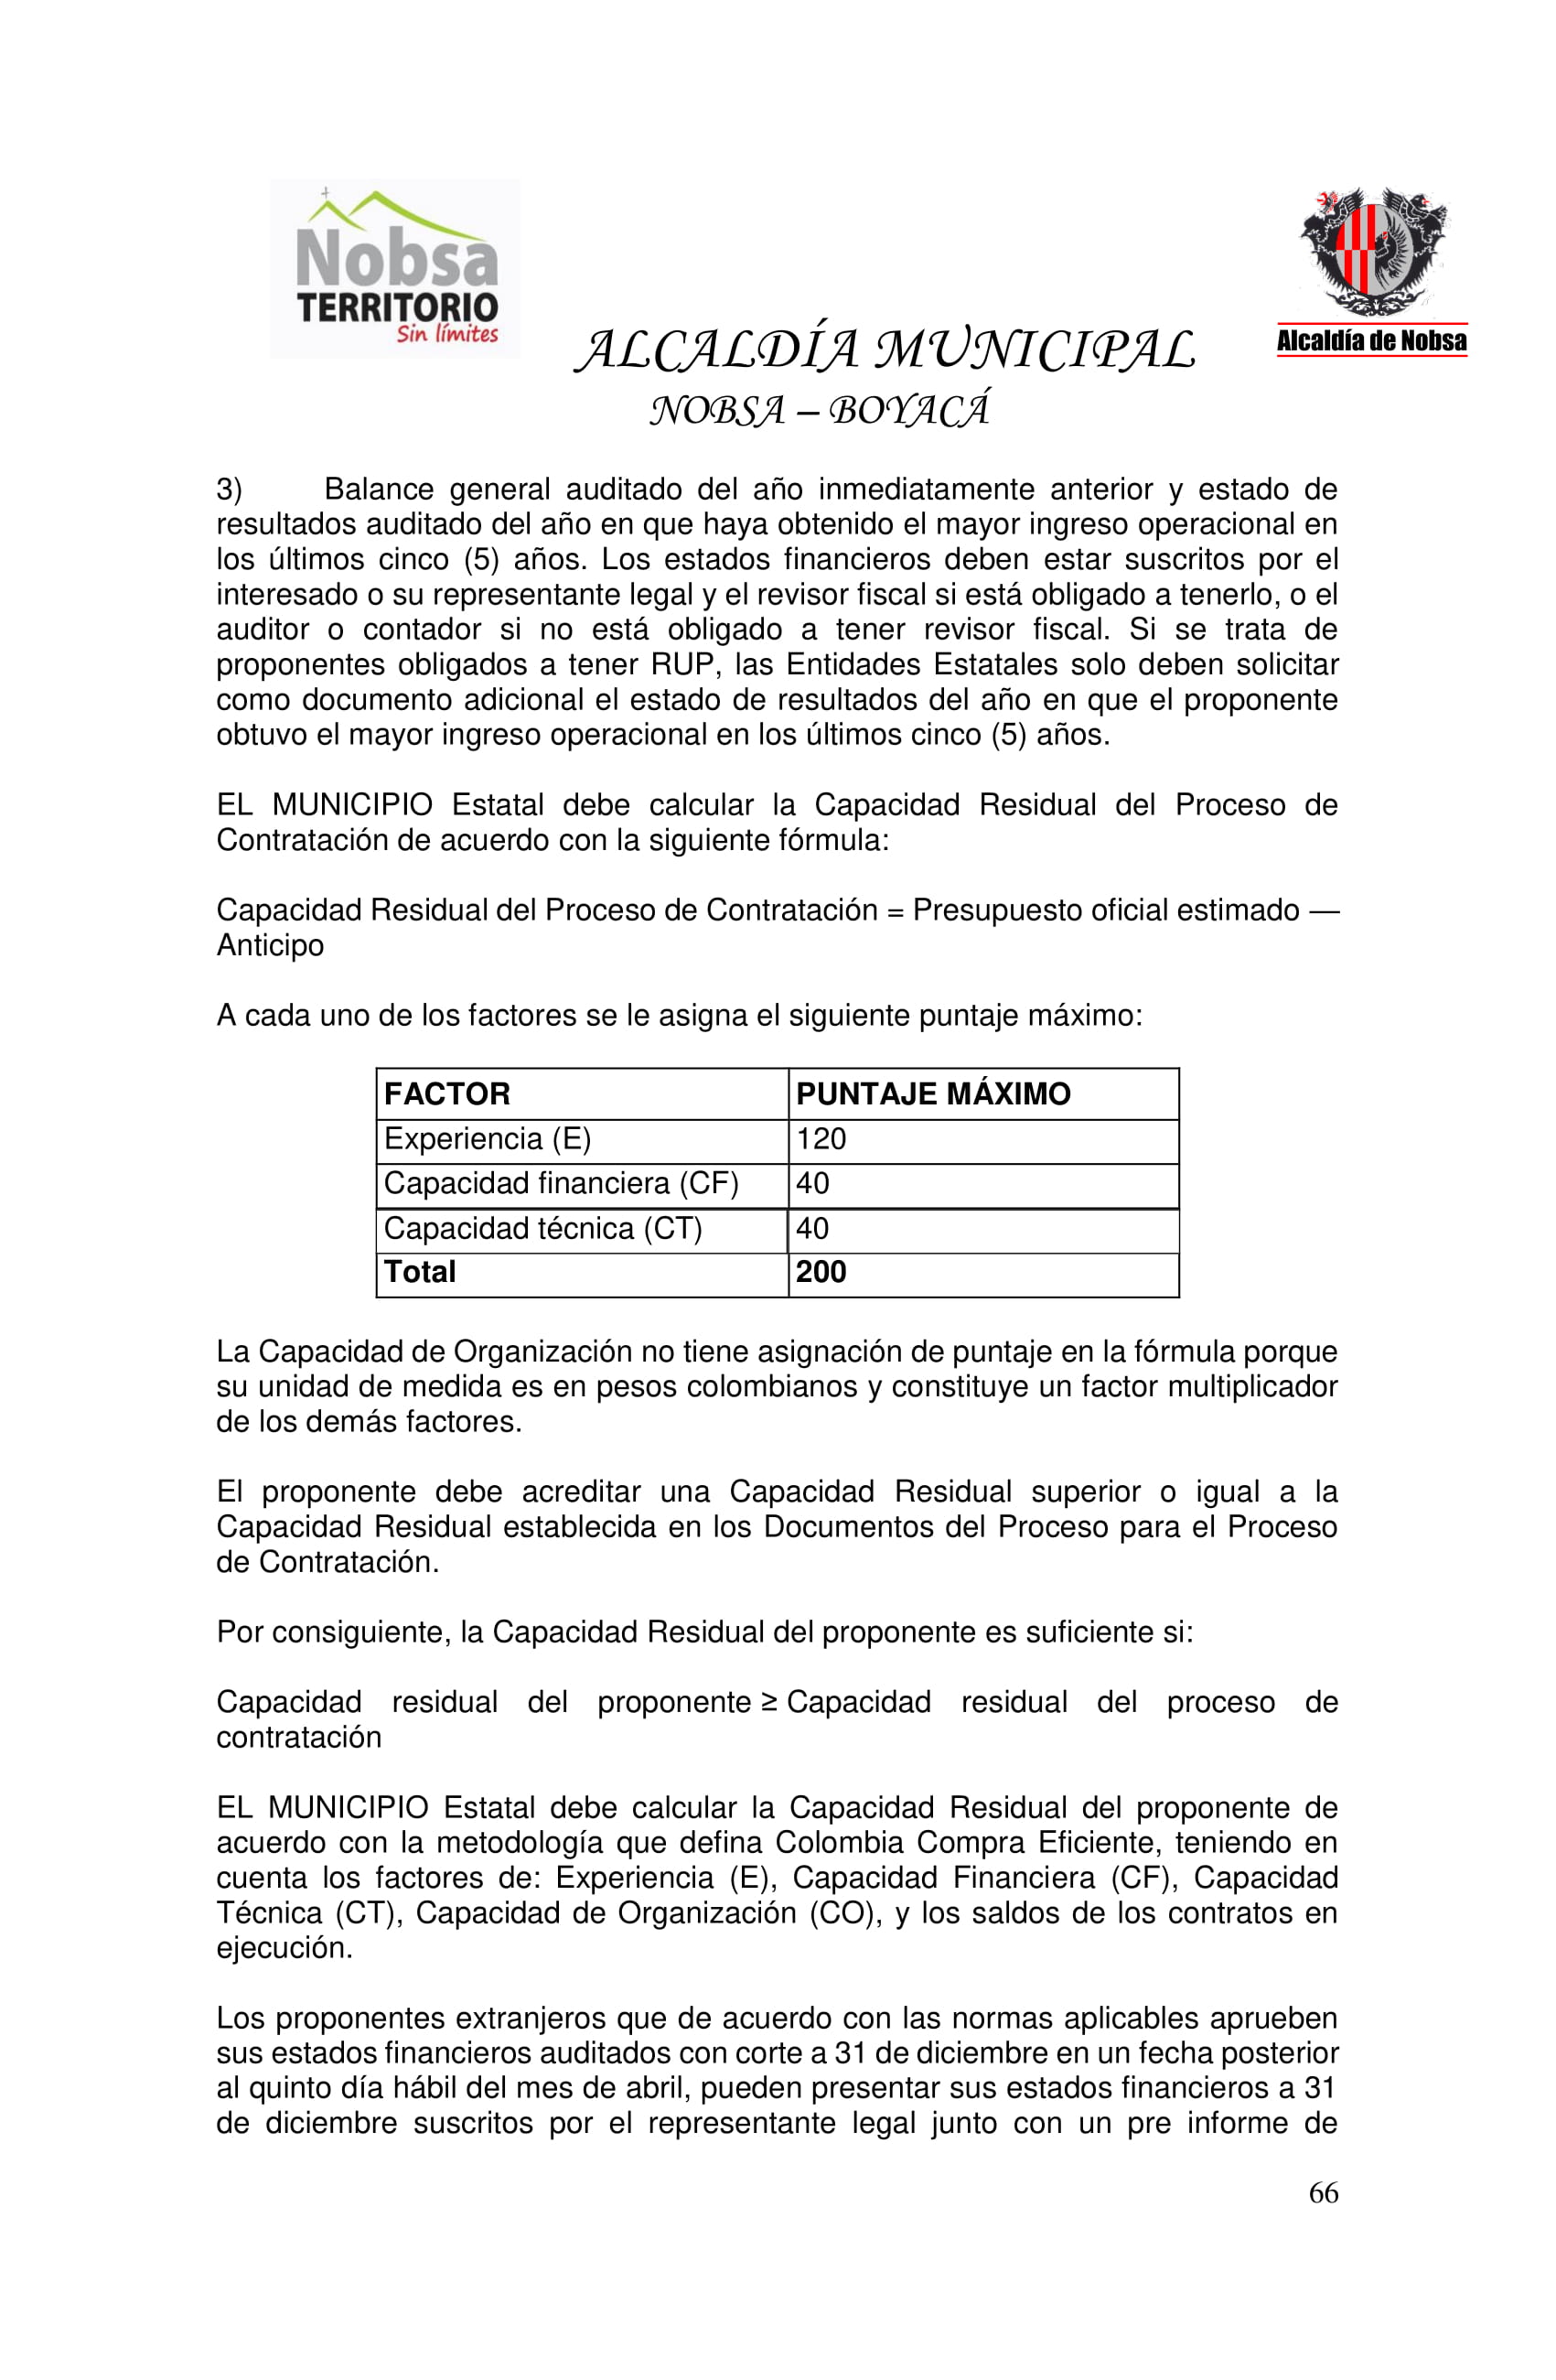 Nobsa
TERRITORIO
Sin límites
Alcaldía de Nobsa
ALCALDÍA MUNICIPAL
NOBSA – BOYACÁ
3) Balance general auditado del año inmediatamente anterior y estado de
resultados auditado del año en que haya obtenido el mayor ingreso operacional en
los últimos cinco (5) años. Los estados financieros deben estar suscritos por el
interesado o su representante legal y el revisor fiscal si está obligado a tenerlo, o el
auditor o contador si no está obligado a tener revisor fiscal. Si se trata de
proponentes obligados a tener RUP, las Entidades Estatales solo deben solicitar
como documento adicional el estado de resultados del año en que el proponente
obtuvo el mayor ingreso operacional en los últimos cinco (5) años.
EL MUNICIPIO Estatal debe calcular la Capacidad Residual del Proceso de
Contratación de acuerdo con la siguiente fórmula:
Capacidad Residual del Proceso de Contratación = Presupuesto oficial estimado —
Anticipo
A cada uno de los factores se le asigna el siguiente puntaje máximo:
FACTOR PUNTAJE MÁXIMO
Experiencia (E) 120
Capacidad financiera (CF) 40
Capacidad técnica (CT) 40
Total 200
La Capacidad de Organización no tiene asignación de puntaje en la fórmula porque
su unidad de medida es en pesos colombianos y constituye un factor multiplicador
de los demás factores.
El proponente debe acreditar una Capacidad Residual superior o igual a la
Capacidad Residual establecida en los Documentos del Proceso para el Proceso
de Contratación.
Por consiguiente, la Capacidad Residual del proponente es suficiente si:
Capacidad residual del proponente ≥ Capacidad residual del proceso de
contratación
EL MUNICIPIO Estatal debe calcular la Capacidad Residual del proponente de
acuerdo con la metodología que defina Colombia Compra Eficiente, teniendo en
cuenta los factores de: Experiencia (E), Capacidad Financiera (CF), Capacidad
Técnica (CT), Capacidad de Organización (CO), y los saldos de los contratos en
ejecución.
Los proponentes extranjeros que de acuerdo con las normas aplicables aprueben
sus estados financieros auditados con corte a 31 de diciembre en un fecha posterior
al quinto día hábil del mes de abril, pueden presentar sus estados financieros a 31
de diciembre suscritos por el representante legal junto con un pre informe de
66